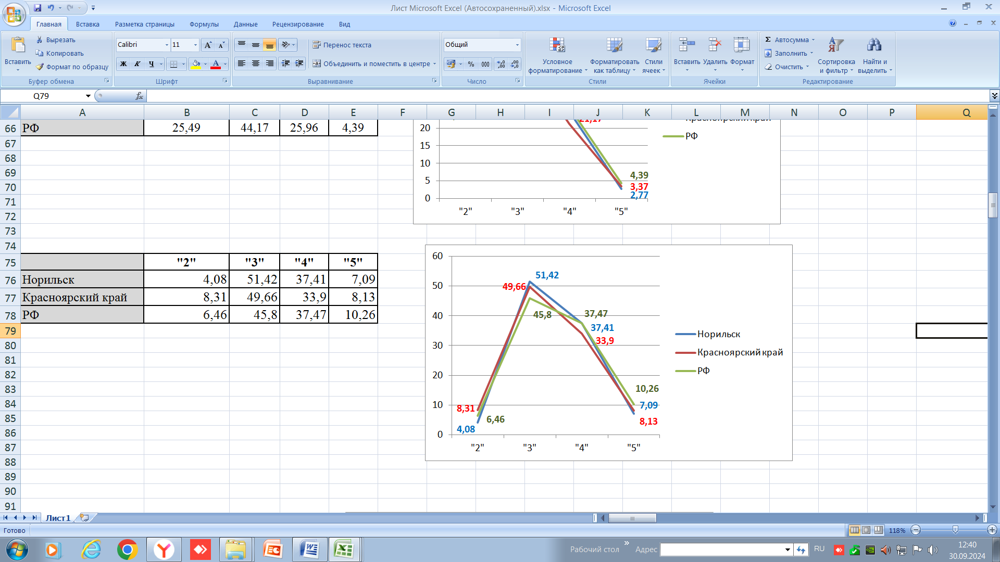 Лист Microsoft Excel (Автосохраненный).xlsx - Microsoft Excel
Главная Вставка Разметка страницы Формулы Данные Рецензирование Вид
Вставить
Вырезать
Копировать
Формат по образцу
Буфер обмена
Calibri 11
Ж К Ч
Шрифт
Перенос текста
Объединить и поместить в центре
Выравнивание
Общий
% 000
Число
Условное форматирование
Форматировать как таблицу
Стили ячеек
Стили
Вставить Удалить Формат
Ячейки
Σ Автосумма
Заполнить
Очистить
Сортировка и фильтр
Найти и выделить
Редактирование
Q79
fx
A B C D E F G H I J K L M N O P Q
66 РФ 25,49 44,17 25,96 4,39
67
68
69
70
71
72
73
74
75 "2" "3" "4" "5"
76 Норильск 4,08 51,42 37,41 7,09
77 Красноярский край 8,31 49,66 33,9 8,13
78 РФ 6,46 45,8 37,47 10,26
79
80
81
82
83
84
85
86
87
88
89
90
91
20
15
10
5
0
4,39
3,37
2,77
"2" "3" "4" "5"
РФ
60
50
40
30
20
10
0
51,42
49,66
45,8
37,47
37,41
33,9
10,26
7,09
8,13
8,31
6,46
4,08
"2" "3" "4" "5"
Норильск
Красноярский край
РФ
Лист1
Готово
118%
Рабочий стол » Адрес
RU
12:40
30.09.2024